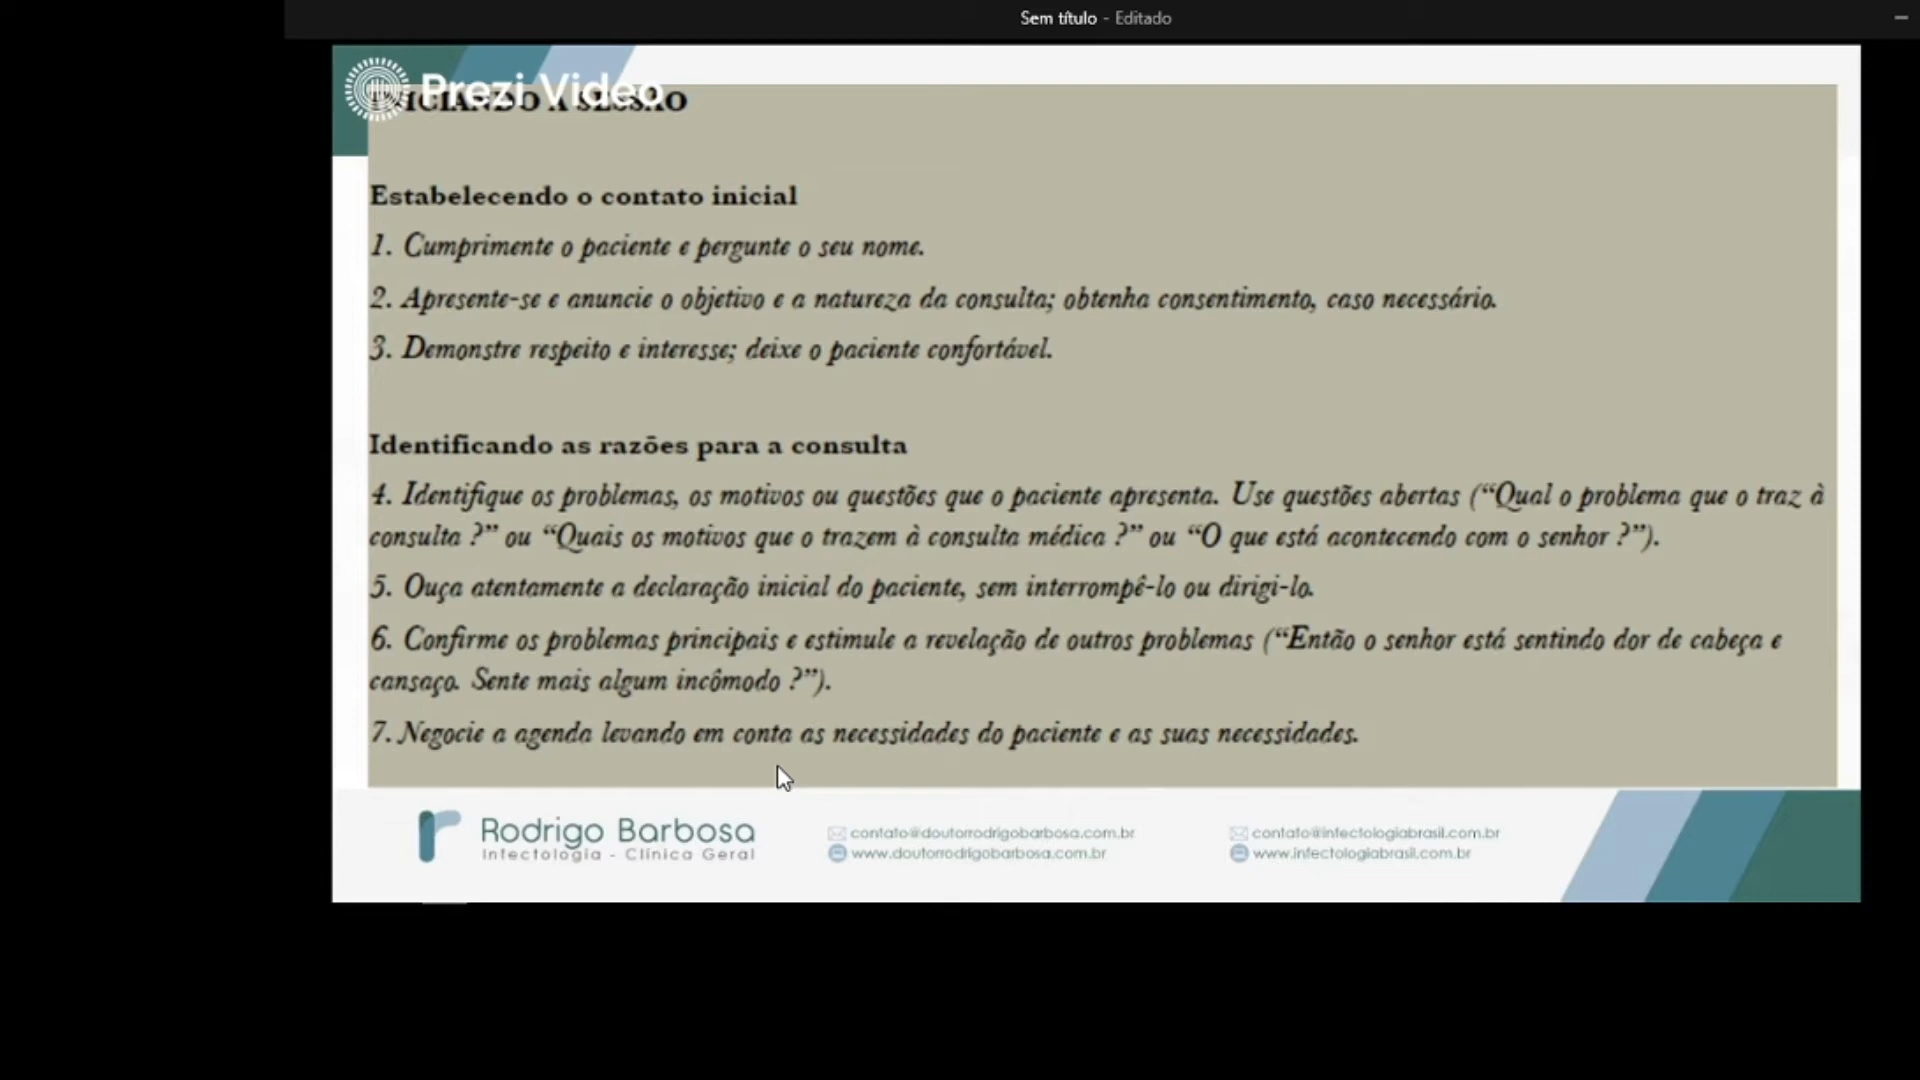 Sem título - Editado
Prezi Video
INICIANDO A SESSÃO
Estabelecendo o contato inicial
1. Cumprimente o paciente e pergunte o seu nome.
2. Apresente-se e anuncie o objetivo e a natureza da consulta; obtenha consentimento, caso necessário.
3. Demonstre respeito e interesse; deixe o paciente confortável.
Identificando as razões para a consulta
4. Identifique os problemas, os motivos ou questões que o paciente apresenta. Use questões abertas (“Qual o problema que o traz à
consulta ?” ou “Quais os motivos que o trazem à consulta médica ?” ou “O que está acontecendo com o senhor ?”).
5. Ouça atentamente a declaração inicial do paciente, sem interrompê-lo ou dirigi-lo.
6. Confirme os problemas principais e estimule a revelação de outros problemas (“Então o senhor está sentindo dor de cabeça e
cansaço. Sente mais algum incômodo ?”).
7. Negocie a agenda levando em conta as necessidades do paciente e as suas necessidades.
Rodrigo Barbosa
Infectologia - Clínica Geral
contato@doutorrodrigobarbosa.com.br
www.doutorrodrigobarbosa.com.br
contato@infectologiabrasil.com.br
www.infectologiabrasil.com.br